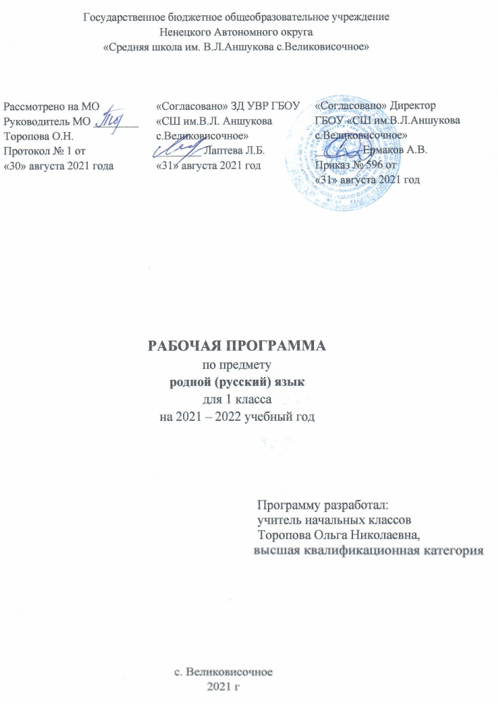 Государственное бюджетное общеобразовательное учреждение
Ненецкого Автономного округа
«Средняя школа им. В.Л.Аншукова с.Великовисочное»
Рассмотрено на МО
Руководитель МО
Торопова О.Н.
Протокол № 1 от
«30» августа 2021 года
«Согласовано» ЗД УВР ГБОУ
«СШ им.В.Л. Аншукова
с.Великовисочное»
Лаптева Л.Б.
«31» августа 2021 год
«Согласовано» Директор
ГБОУ «СШ им.В.Л.Аншукова
с.Великовисочное»
Ермаков А.В.
Приказ № 596 от
«31» августа 2021 год
РАБОЧАЯ ПРОГРАММА
по предмету
родной (русский) язык
для 1 класса
на 2021 – 2022 учебный год
Программу разработал:
учитель начальных классов
Торопова Ольга Николаевна,
высшая квалификационная категория
с. Великовисочное
2021 г